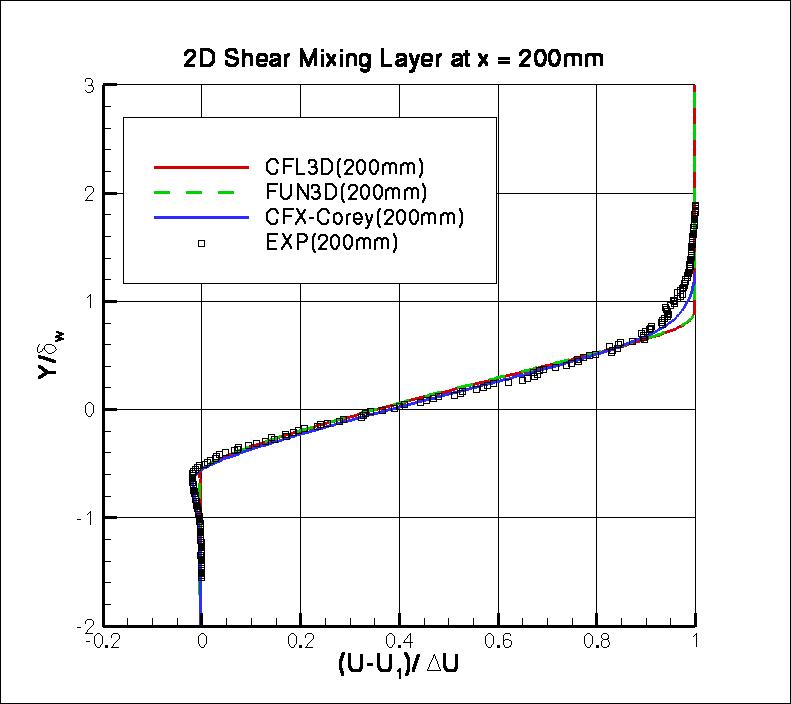 2D Shear Mixing Layer at x = 200mm
3
CFL3D(200mm)
FUN3D(200mm)
CFX-Corey(200mm)
EXP(200mm)
2
1
Y/δw
0
-1
-2
-0.2 0 0.2 0.4 0.6 0.8 1
(U-U1)/ ΔU